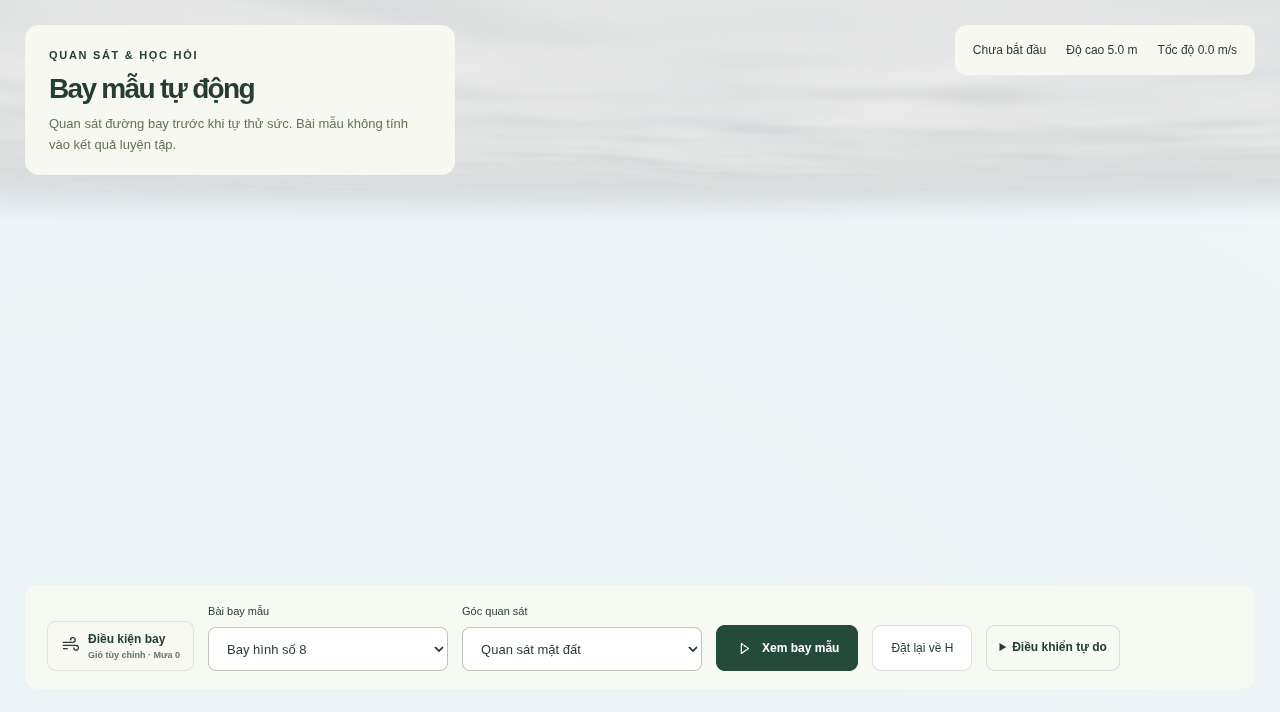 QUAN SÁT & HỌC HỎI
Bay mẫu tự động
Quan sát đường bay trước khi tự thử sức. Bài mẫu không tính
vào kết quả luyện tập.
Chưa bắt đầu Độ cao 5.0 m Tốc độ 0.0 m/s
Bài bay mẫu
Góc quan sát
Điều kiện bay
Gió tùy chỉnh · Mưa 0
Bay hình số 8
Quan sát mặt đất
Xem bay mẫu
Đặt lại về H
Điều khiển tự do